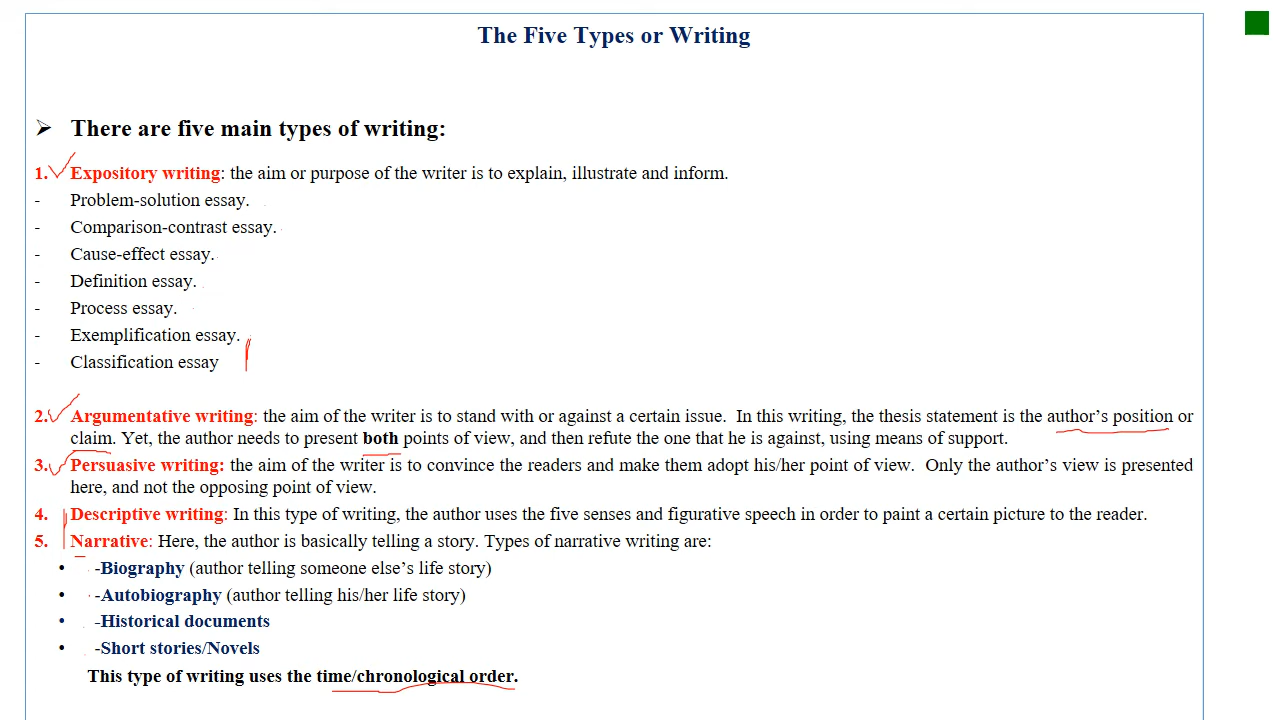 The Five Types or Writing
➢ There are five main types of writing:
1. Expository writing: the aim or purpose of the writer is to explain, illustrate and inform.
- Problem-solution essay.
- Comparison-contrast essay.
- Cause-effect essay.
- Definition essay.
- Process essay.
- Exemplification essay.
- Classification essay
2. Argumentative writing: the aim of the writer is to stand with or against a certain issue. In this writing, the thesis statement is the author's position or
claim. Yet, the author needs to present both points of view, and then refute the one that he is against, using means of support.
3. Persuasive writing: the aim of the writer is to convince the readers and make them adopt his/her point of view. Only the author's view is presented
here, and not the opposing point of view.
4. Descriptive writing: In this type of writing, the author uses the five senses and figurative speech in order to paint a certain picture to the reader.
5. Narrative: Here, the author is basically telling a story. Types of narrative writing are:
• -Biography (author telling someone else's life story)
• -Autobiography (author telling his/her life story)
• -Historical documents
• -Short stories/Novels
This type of writing uses the time/chronological order.